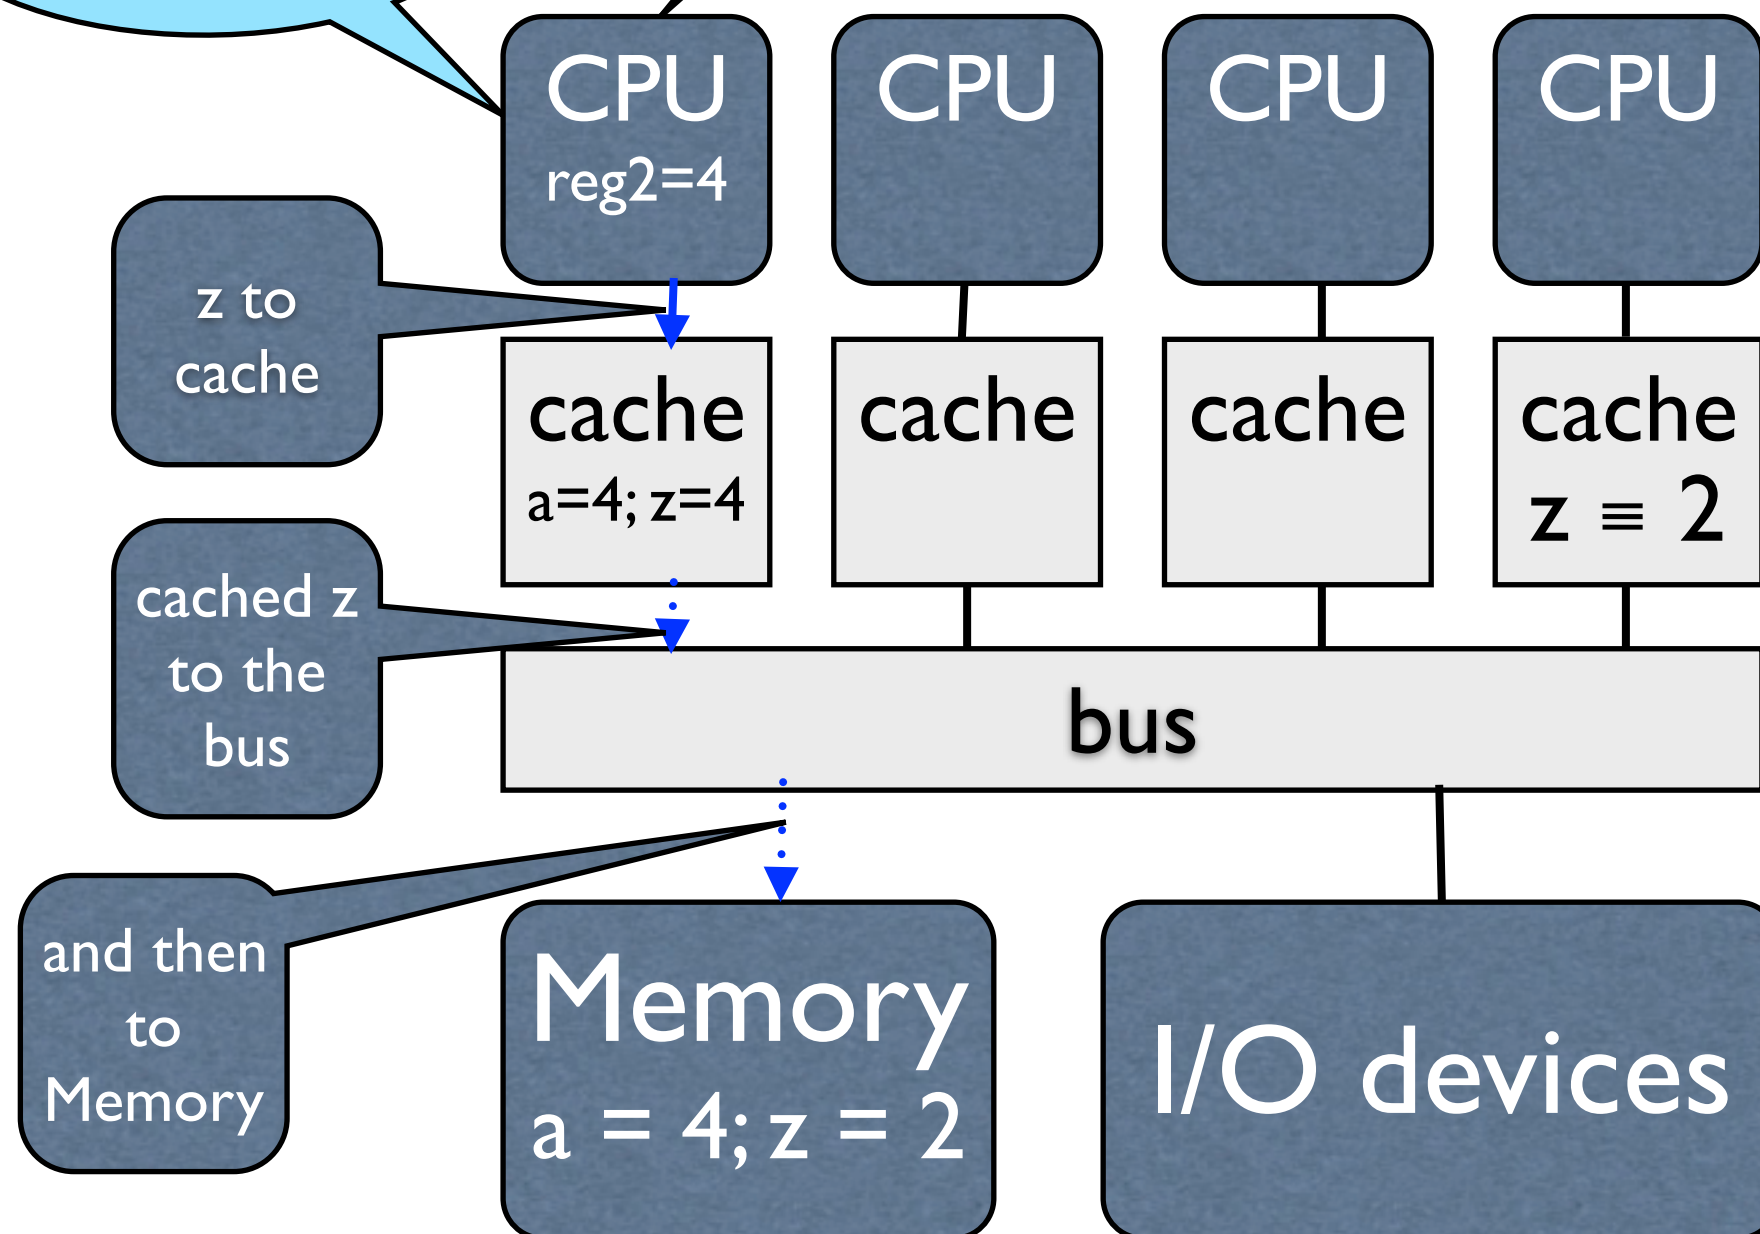 CPU
reg2=4
CPU
CPU
CPU
z to
cache
cache
a=4; z=4
cache
cache
cache
z ≡ 2
cached z
to the
bus
bus
and then
to
Memory
Memory
a = 4; z = 2
I/O devices